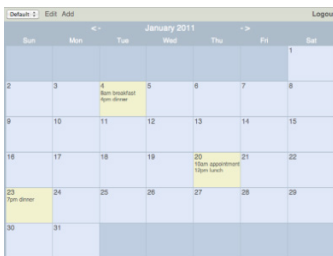 Default Edit Add Logou
<- January 2011 ->
Sun Mon Tue Wed Thu Fri Sat
1
2 3 4 5 6 7 8
8am breakfast
4pm dinner
9 10 11 12 13 14 15
16 17 18 19 20 21 22
10am appointment
12pm lunch
23 24 25 26 27 28 29
7pm dinner
30 31